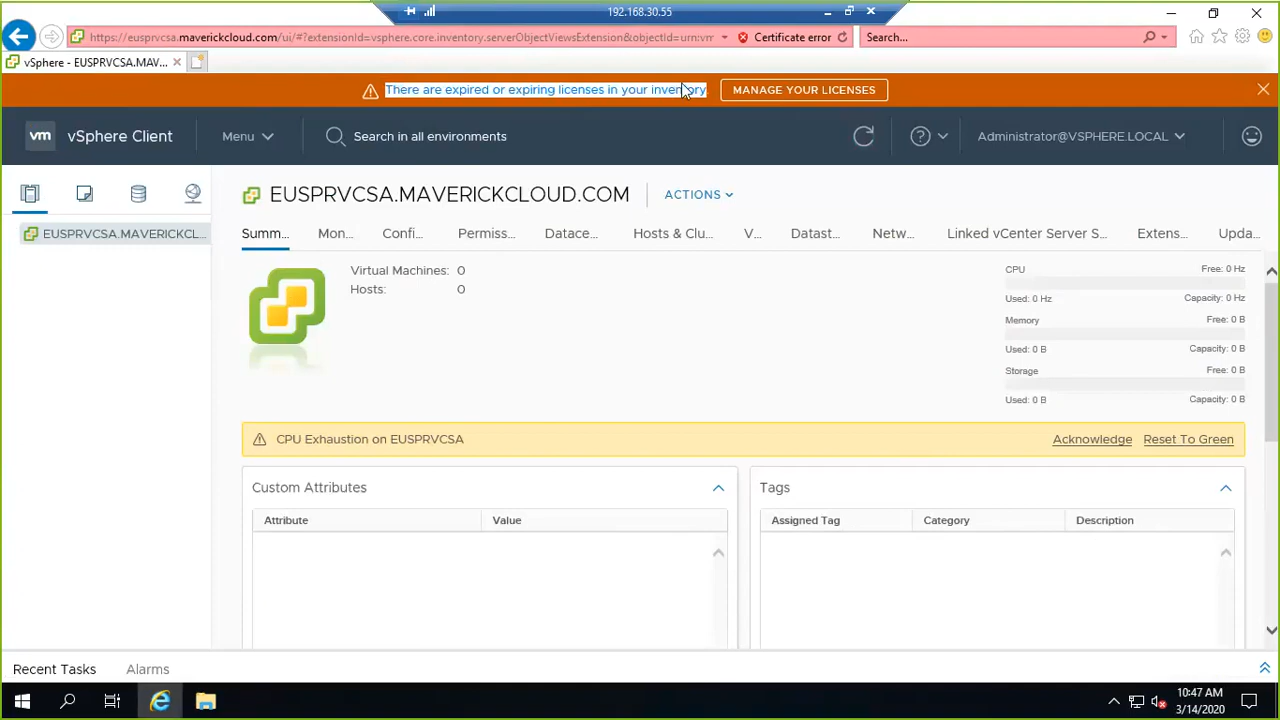 192.168.30.55
https://eusprvcsa.maverickcloud.com/ui/#?extensionId=vsphere.core.inventory.serverObjectViewsExtension&objectId=urn:vm
Certificate error
Search...
vSphere - EUSPRVCSA.MAV...
There are expired or expiring licenses in your inventory.
MANAGE YOUR LICENSES
vm vSphere Client
Menu
Search in all environments
Administrator@VSPHERE.LOCAL
EUSPRVCSA.MAVERICKCL...
EUSPRVCSA.MAVERICKCLOUD.COM
ACTIONS
Summ... Mon... Confi... Permiss... Datace... Hosts & Clu... V... Datast... Netw... Linked vCenter Server S... Extens... Upda...
Virtual Machines: 0
Hosts: 0
CPU Free: 0 Hz
Used: 0 Hz Capacity: 0 Hz
Memory Free: 0 B
Used: 0 B Capacity: 0 B
Storage Free: 0 B
Used: 0 B Capacity: 0 B
CPU Exhaustion on EUSPRVCSA
Acknowledge Reset To Green
Custom Attributes
Attribute Value
Tags
Assigned Tag Category Description
Recent Tasks Alarms
10:47 AM
3/14/2020